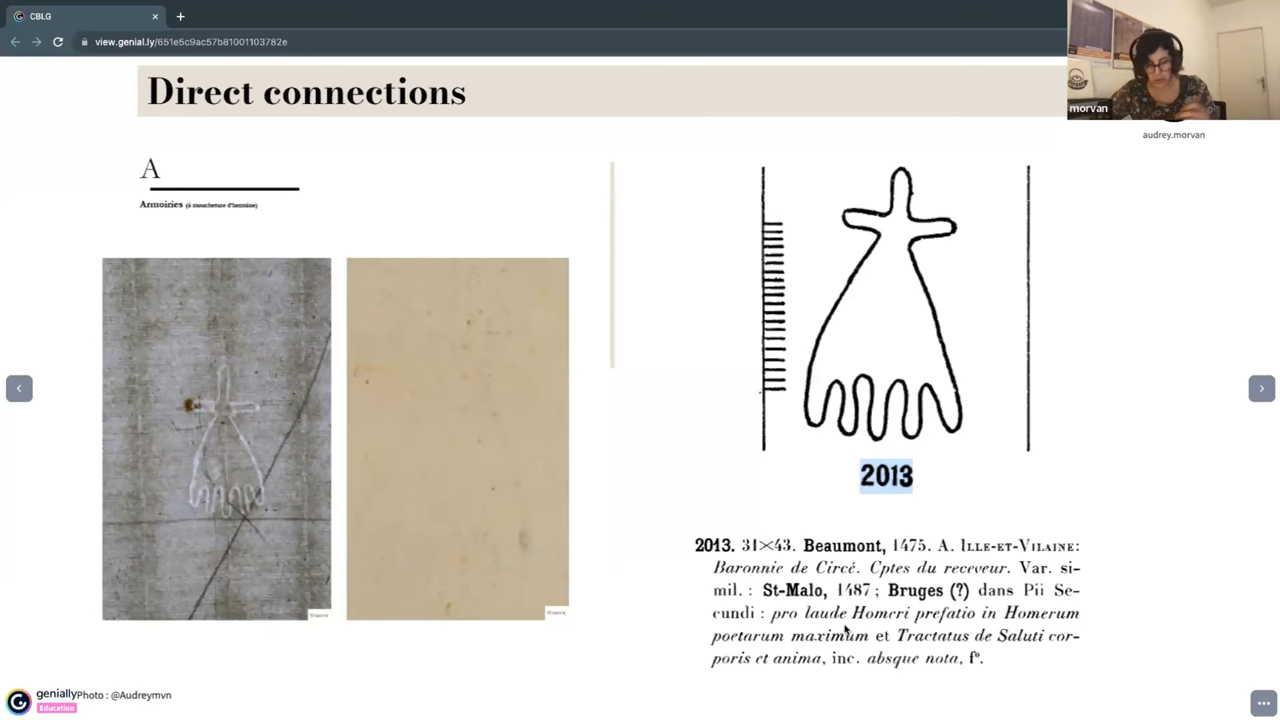 CBLG
view.genial.ly/651e5c9ac57b81001103782e
Direct connections
morvan
audrey.morvan
A
Armoiries (à moucheture d'hermine)
2013
2013. 31×43. Beaumont, 1475. A. ILLE-ET-VILAINE:
Baronnie de Circé. Cptes du receveur. Var. si-
mil. : St-Malo, 1487 ; Bruges (?) dans Pii Se-
cundi : pro laude Homeri prefatio in Homerum
poetarum maximum et Tractatus de Saluti cor-
poris et anima, inc. absque nota, fº.
genially
Education
Photo : @Audreymvn